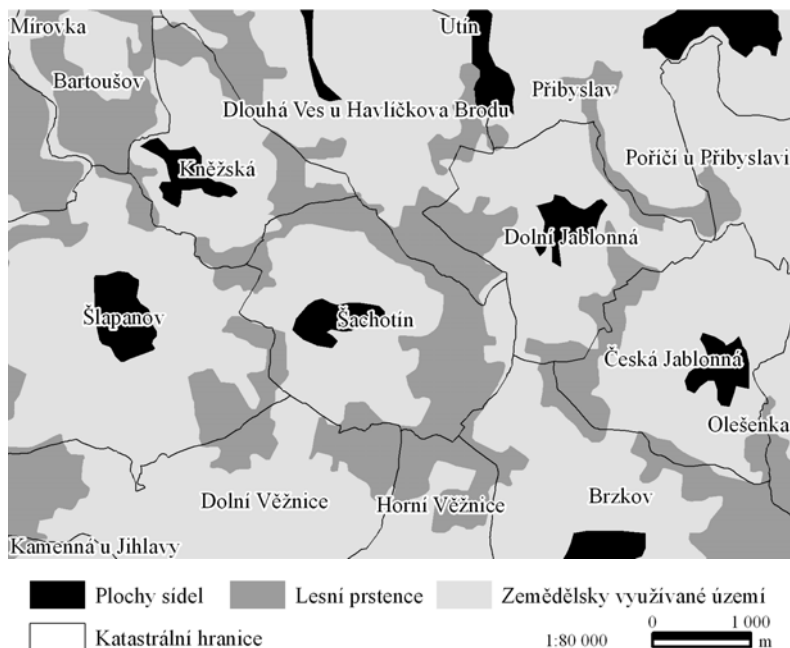 Mírovka
Utín
Bartoušov
Přibyslav
Dlouhá Ves u Havlíčkova Brodu
Poříčí u Přibyslavi
Kněžská
Dolní Jablonná
Šlapanov
Šachotín
Česká Jablonná
Olešenka
Dolní Věžnice
Horní Věžnice
Brzkov
Kamenná u Jihlavy
Plochy sídel
Lesní prstence
Zemědělsky využívané území
Katastrální hranice
1:80 000
0 1 000
m